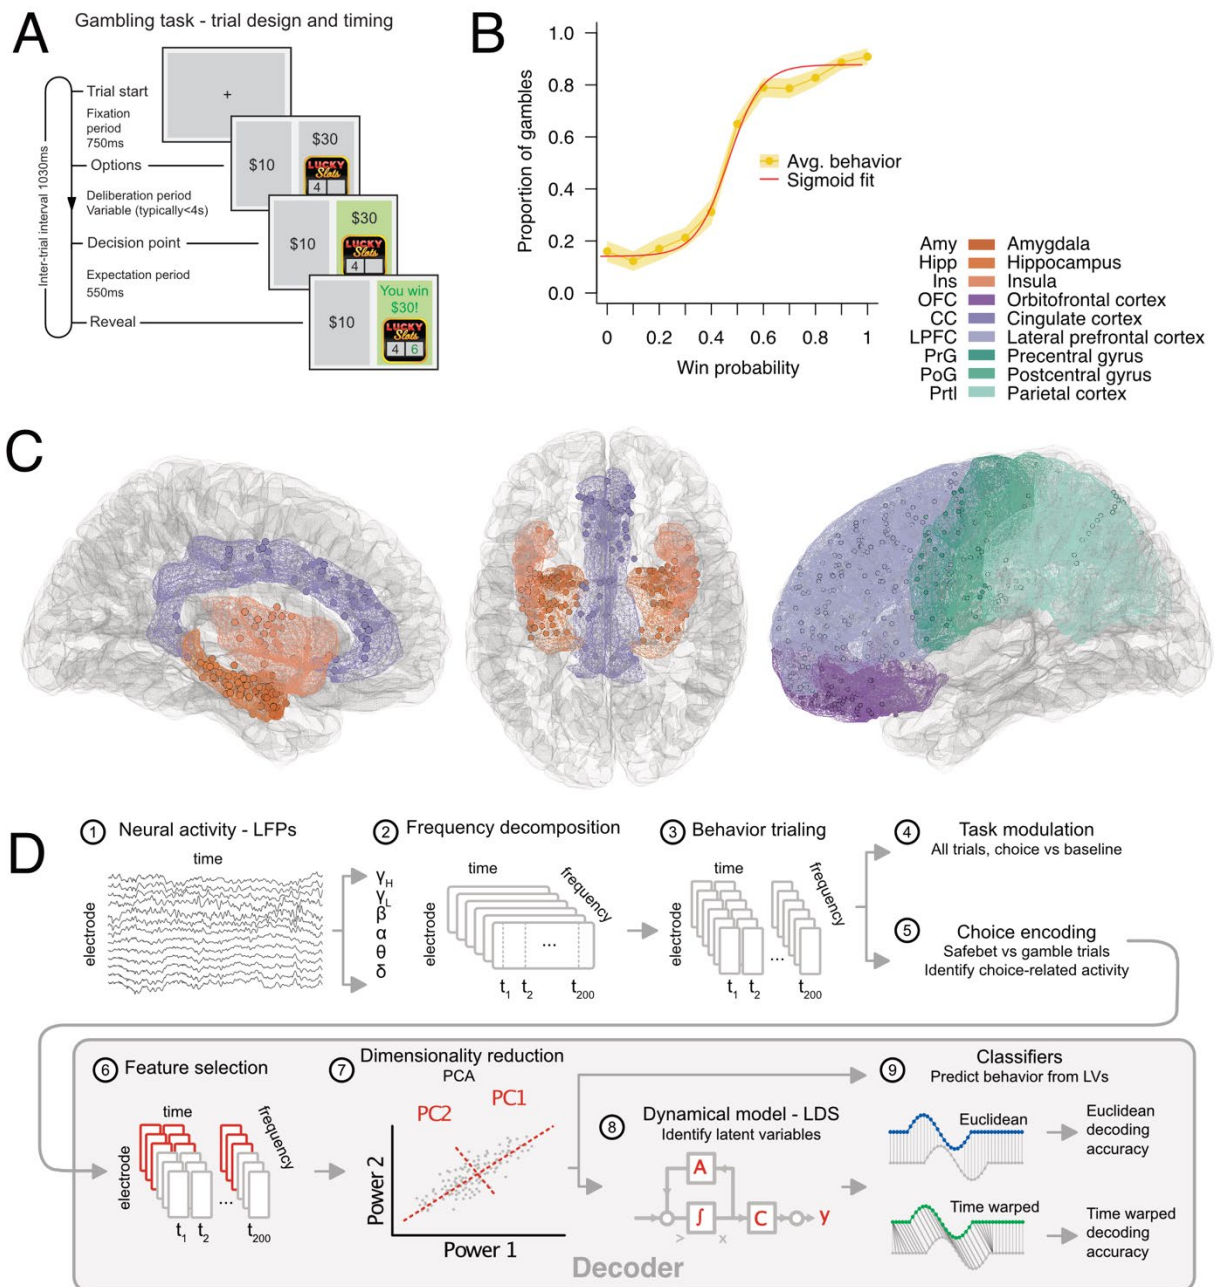 A
Gambling task - trial design and timing
Inter-trial interval 1030ms
Trial start
Fixation
period
750ms
Options
Deliberation period
Variable (typically<4s)
Decision point
Expectation period
550ms
Reveal
+
$10
$30
LUCKY
Slots
4
$10
$30
LUCKY
Slots
4
$10
You win
$30!
LUCKY
Slots
4 6
B
Proportion of gambles
1.0
0.8
0.6
0.4
0.2
0.0
Avg. behavior
Sigmoid fit
0 0.2 0.4 0.6 0.8 1
Win probability
Amy Amygdala
Hipp Hippocampus
Ins Insula
OFC Orbitofrontal cortex
CC Cingulate cortex
LPFC Lateral prefrontal cortex
PrG Precentral gyrus
PoG Postcentral gyrus
Prtl Parietal cortex
C
D
1 Neural activity - LFPs
time
electrode
γH
γL
β
α
θ
δ
2 Frequency decomposition
time
frequency
electrode
...
t1 t2 t200
3 Behavior trialing
time
frequency
electrode
...
t1 t2 t200
4 Task modulation
All trials, choice vs baseline
5 Choice encoding
Safebet vs gamble trials
Identify choice-related activity
6 Feature selection
time
frequency
electrode
...
t1 t2 t200
7 Dimensionality reduction
PCA
PC2
PC1
Power 2
Power 1
8 Dynamical model - LDS
Identify latent variables
A
∫
C
y
> x
9 Classifiers
Predict behavior from LVs
Euclidean
Euclidean
decoding
accuracy
Time warped
Time warped
decoding
accuracy
Decoder